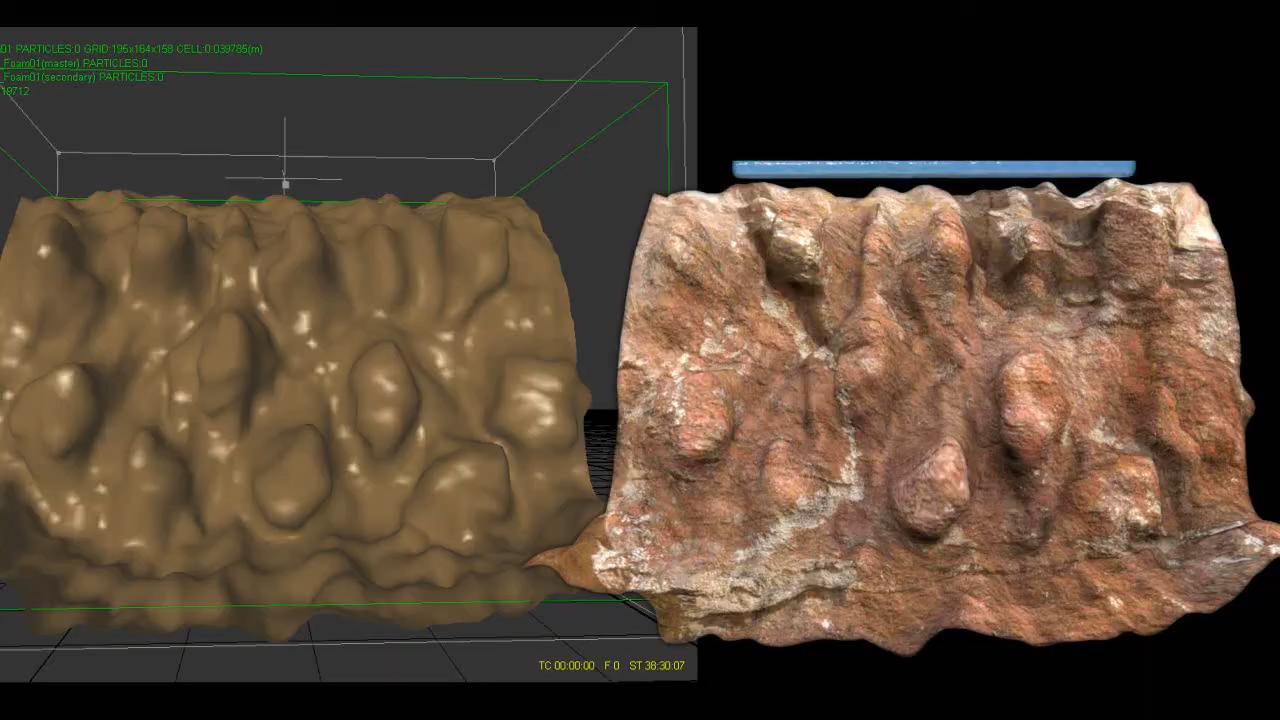 01 PARTICLES:0 GRID:195x164x159 CELL:0.039785(m)
_Foam01(master) PARTICLES:0
_Foam01(secondary) PARTICLES:0
19712
TC 00:00:00 F 0 ST 38:30:07